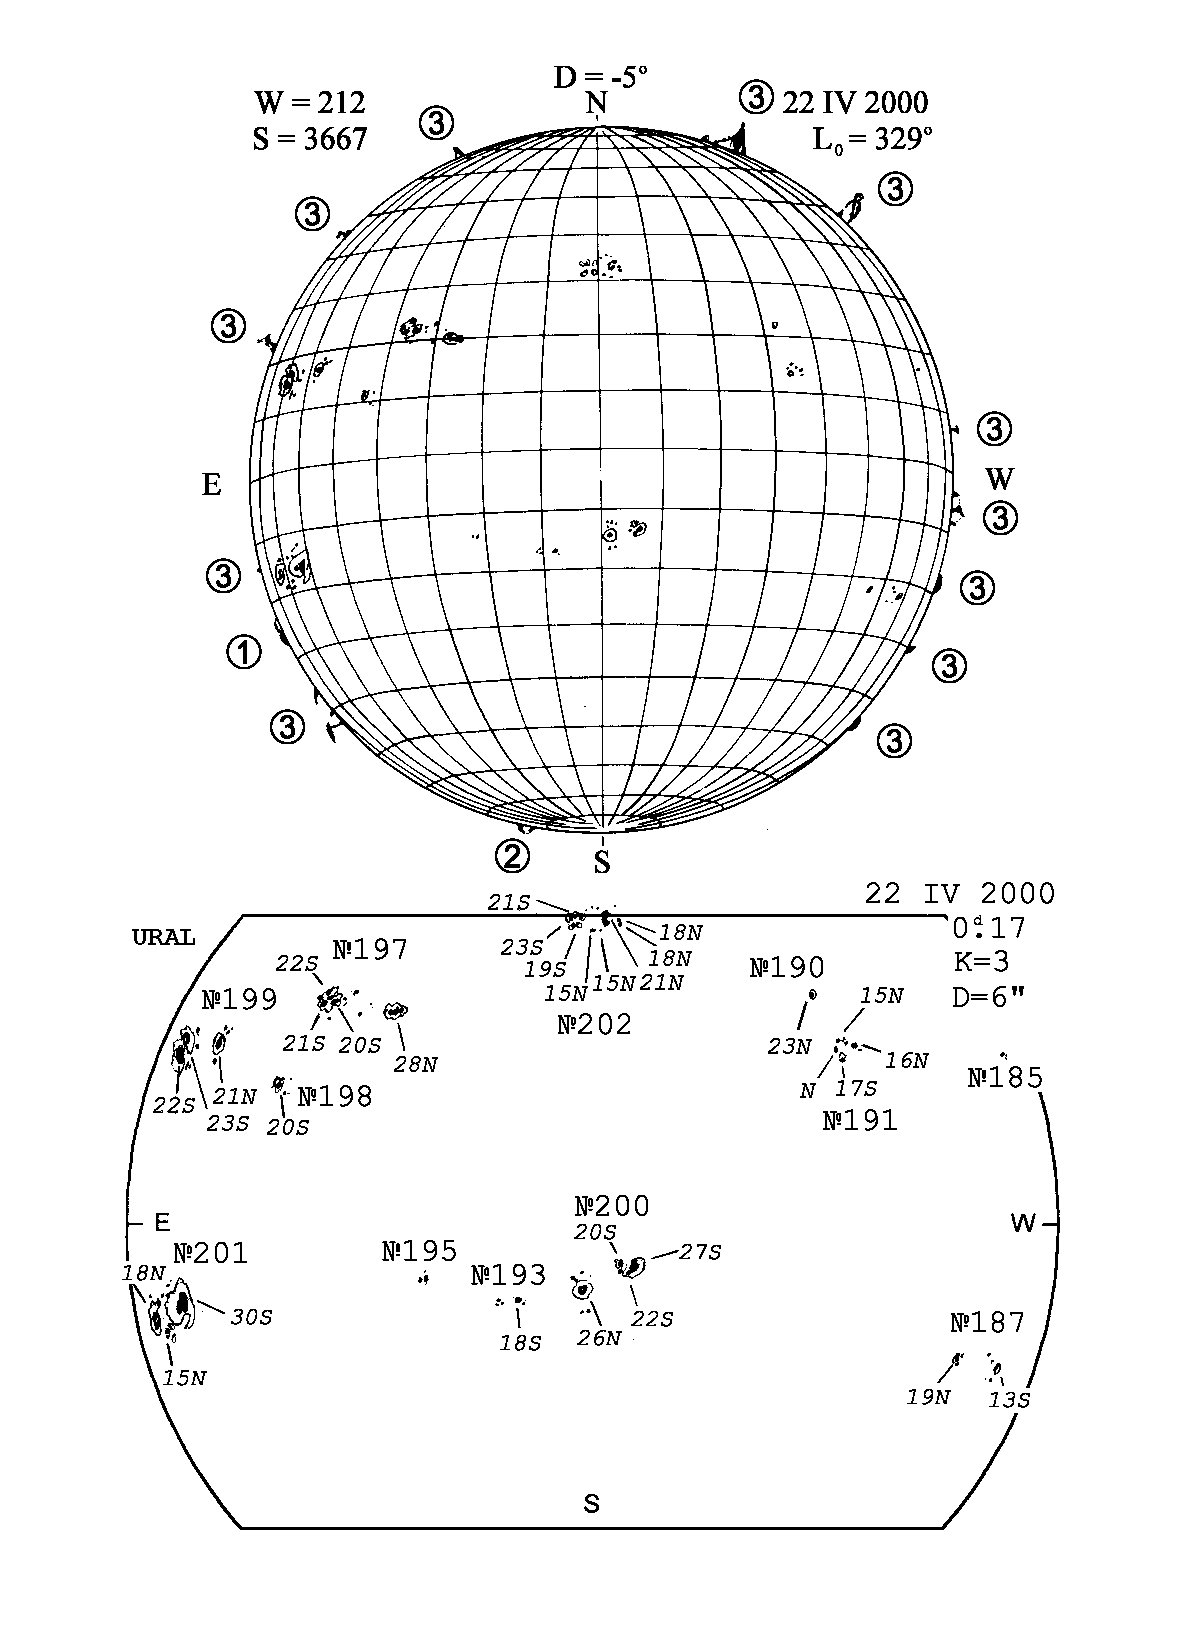 D = -5°
W = 212
N
③ 22 IV 2000
S = 3667
③
L₀ = 329°
③
③
③
③
E
W
③
③
③
③
①
③
③
③
②
S
22 IV 2000
URAL
0ᵈ.17
K=3
D=6"
21S
23S
19S
15N
15N
21N
18N
18N
№202
№197
22S
21S
20S
28N
№199
22S
23S
21N
№198
20S
№190
23N
15N
16N
N
17S
№191
№185
E
W
№201
18N
30S
15N
№195
№193
18S
№200
20S
27S
22S
26N
№187
19N
13S
S